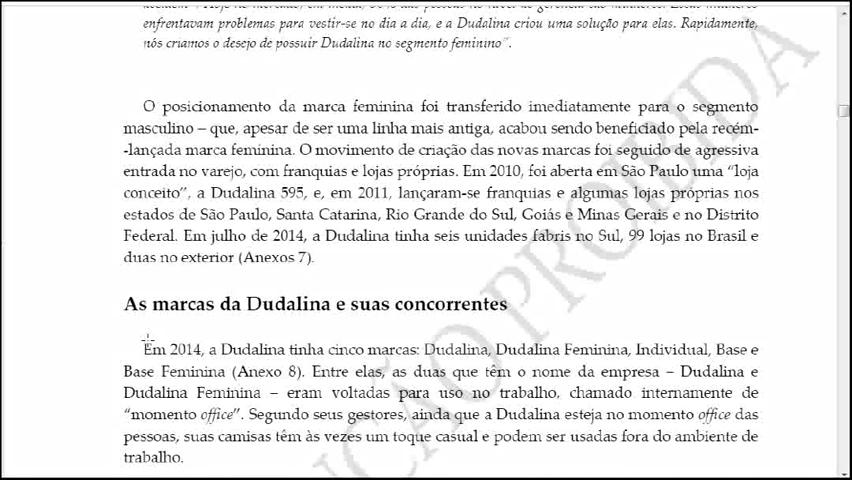 enfrentavam problemas para vestir-se no dia a dia, e a Dudalina criou uma solução para elas. Rapidamente,
nós criamos o desejo de possuir Dudalina no segmento feminino".
O posicionamento da marca feminina foi transferido imediatamente para o segmento
masculino – que, apesar de ser uma linha mais antiga, acabou sendo beneficiado pela recém-
-lançada marca feminina. O movimento de criação das novas marcas foi seguido de agressiva
entrada no varejo, com franquias e lojas próprias. Em 2010, foi aberta em São Paulo uma "loja
conceito", a Dudalina 595, e, em 2011, lançaram-se franquias e algumas lojas próprias nos
estados de São Paulo, Santa Catarina, Rio Grande do Sul, Goiás e Minas Gerais e no Distrito
Federal. Em julho de 2014, a Dudalina tinha seis unidades fabris no Sul, 99 lojas no Brasil e
duas no exterior (Anexos 7).
As marcas da Dudalina e suas concorrentes
Em 2014, a Dudalina tinha cinco marcas: Dudalina, Dudalina Feminina, Individual, Base e
Base Feminina (Anexo 8). Entre elas, as duas que têm o nome da empresa – Dudalina e
Dudalina Feminina – eram voltadas para uso no trabalho, chamado internamente de
"momento office". Segundo seus gestores, ainda que a Dudalina esteja no momento office das
pessoas, suas camisas têm às vezes um toque casual e podem ser usadas fora do ambiente de
trabalho.
PROIBIDA